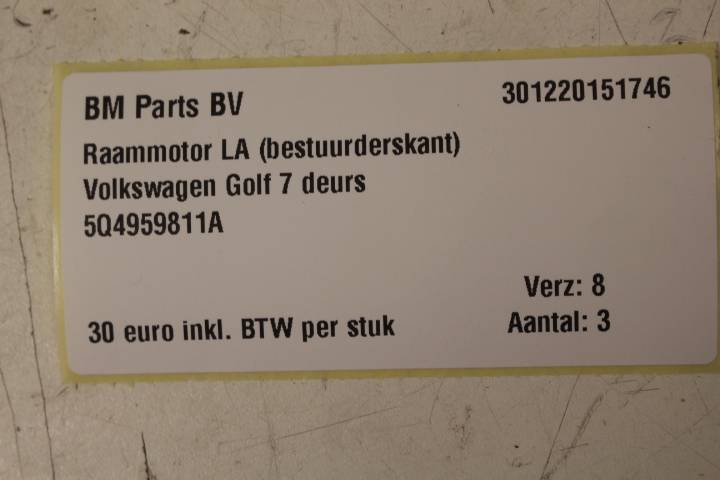 BM Parts BV 301220151746
Raammotor LA (bestuurderskant)
Volkswagen Golf 7 deurs
5Q4959811A
Verz: 8
30 euro inkl. BTW per stuk Aantal: 3